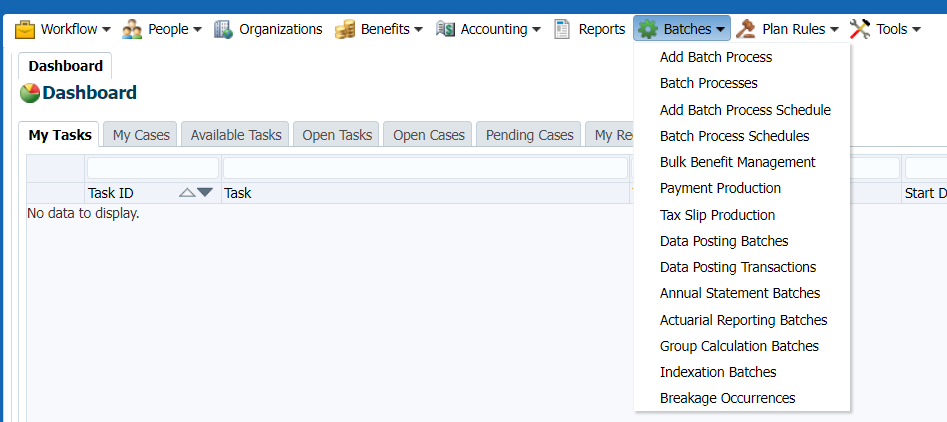 Workflow People Organizations Benefits Accounting Reports Batches Plan Rules Tools
Dashboard
Dashboard
My Tasks My Cases Available Tasks Open Tasks Open Cases Pending Cases My Re
Task ID Task Start D
No data to display.
Add Batch Process
Batch Processes
Add Batch Process Schedule
Batch Process Schedules
Bulk Benefit Management
Payment Production
Tax Slip Production
Data Posting Batches
Data Posting Transactions
Annual Statement Batches
Actuarial Reporting Batches
Group Calculation Batches
Indexation Batches
Breakage Occurrences